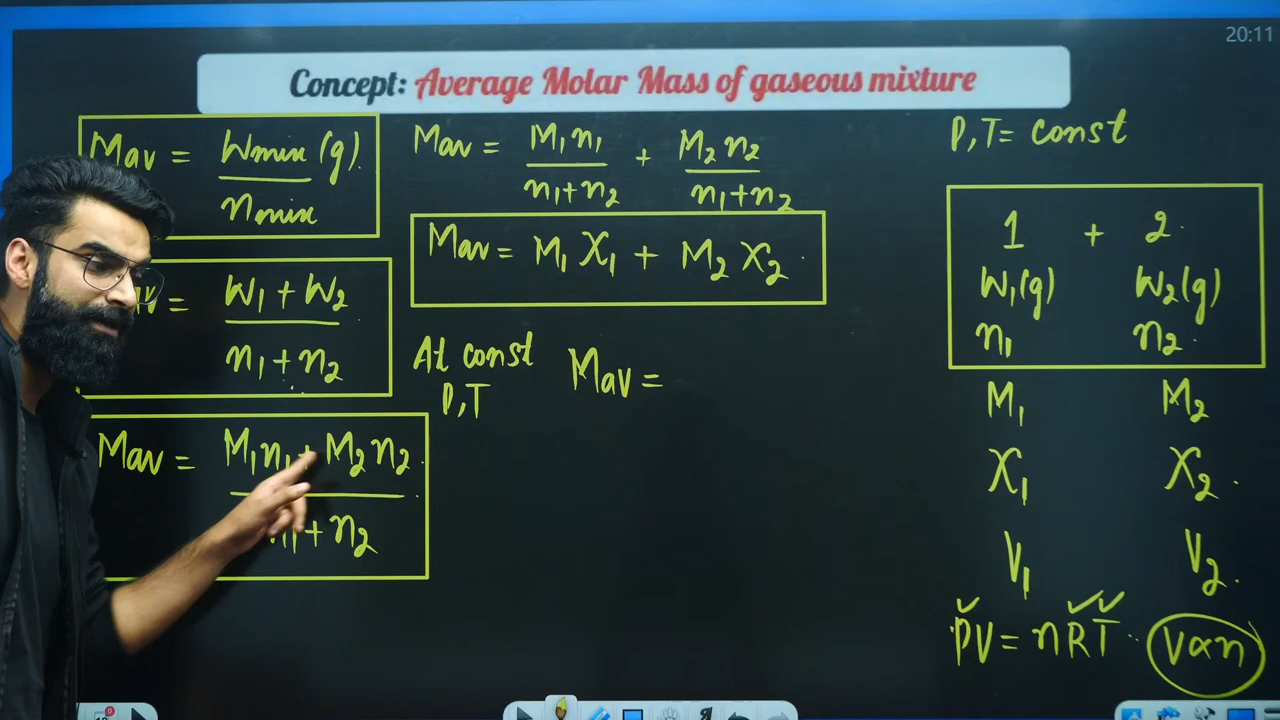 20:11
Concept: Average Molar Mass of gaseous mixture
Mav = Wmix (g) / nmix
Mav = M₁n₁ / n₁+n₂ + M₂n₂ / n₁+n₂
Mav = M₁ X₁ + M₂ X₂
av = W₁ + W₂ / n₁+n₂
At const P,T Mav =
Mav = M₁n₁ + M₂n₂ / n₁ + n₂
P,T = const
1 + 2
W₁(g) W₂(g)
n₁ n₂
M₁ M₂
X₁ X₂
V₁ V₂
PV = nRT V∝n